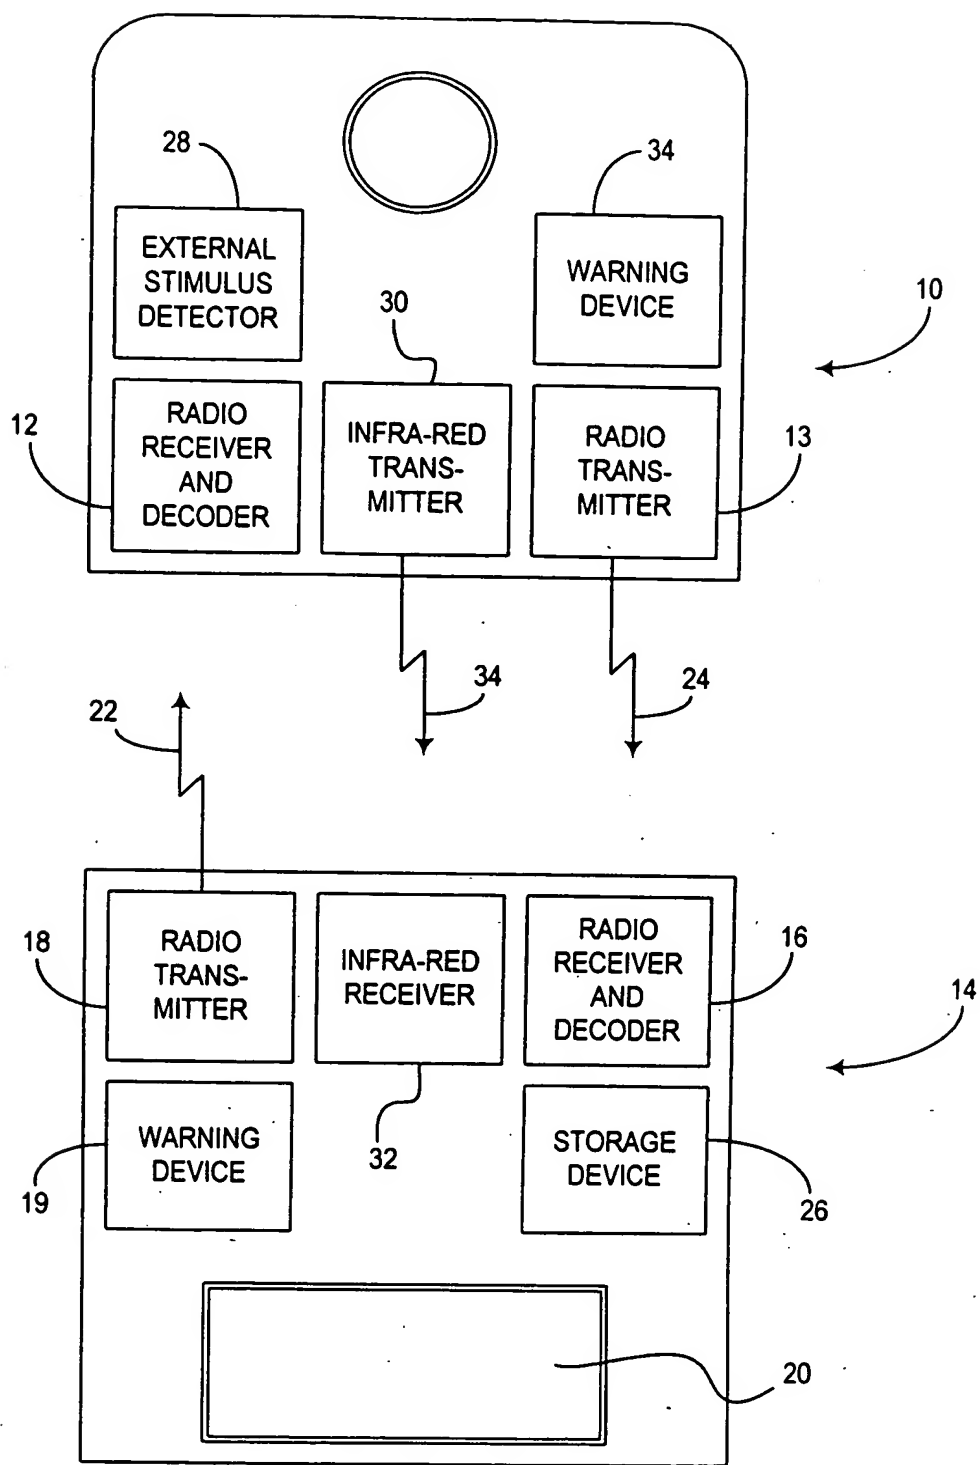 28
34
EXTERNAL
STIMULUS
DETECTOR
WARNING
DEVICE
30
10
12
RADIO
RECEIVER
AND
DECODER
INFRA-RED
TRANS-
MITTER
RADIO
TRANS-
MITTER
13
22
34
24
18
RADIO
TRANS-
MITTER
INFRA-RED
RECEIVER
RADIO
RECEIVER
AND
DECODER
16
14
19
WARNING
DEVICE
32
STORAGE
DEVICE
26
20